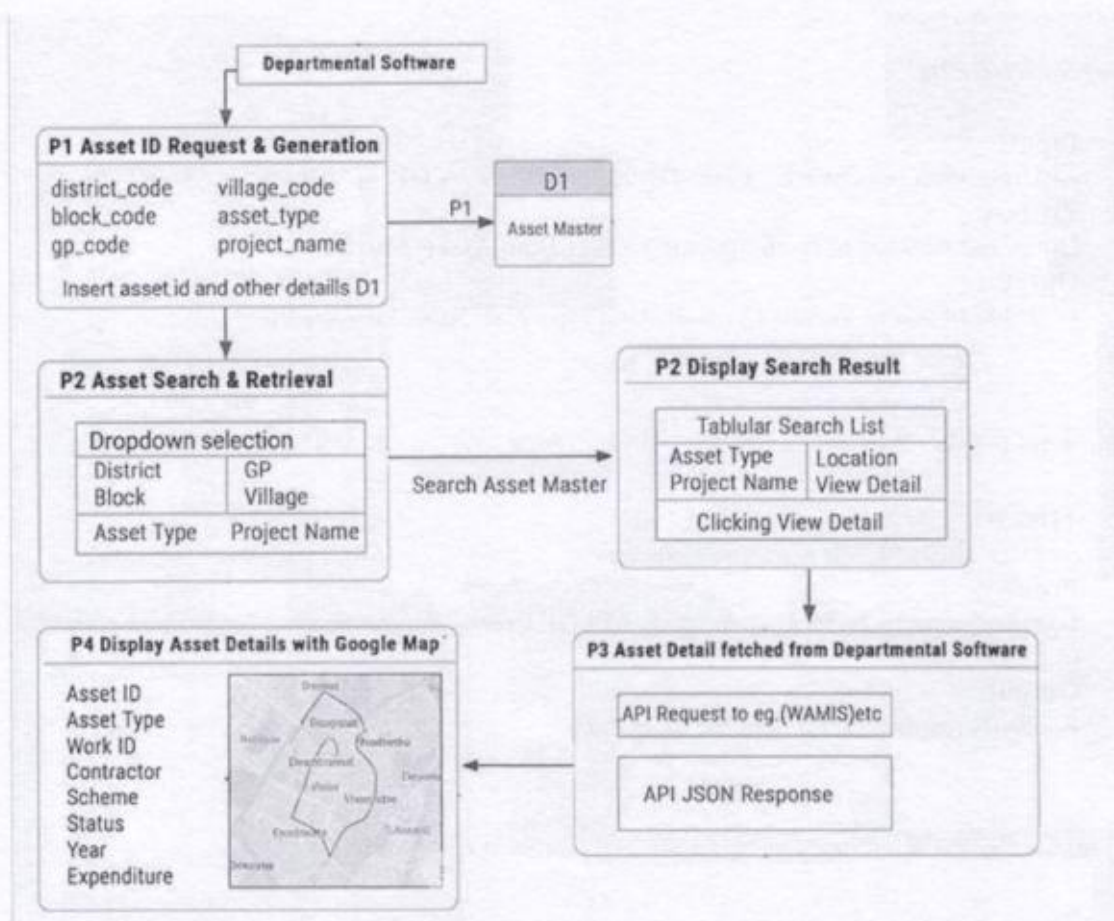 Departmental Software
P1 Asset ID Request & Generation
district_code village_code
block_code asset_type
gp_code project_name
Insert asset.id and other detaills D1
P1
D1
Asset Master
P2 Asset Search & Retrieval
Dropdown selection
District GP
Block Village
Asset Type Project Name
Search Asset Master
P2 Display Search Result
Tablular Search List
Asset Type Location
Project Name View Detail
Clicking View Detail
P3 Asset Detail fetched from Departmental Software
API Request to eg.(WAMIS)etc
API JSON Response
P4 Display Asset Details with Google Map
Asset ID
Asset Type
Work ID
Contractor
Scheme
Status
Year
Expenditure